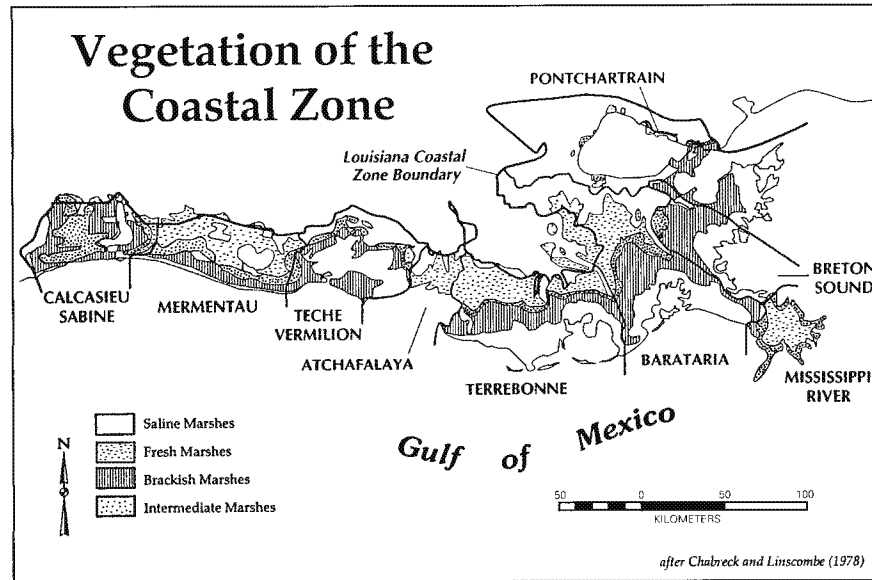 Vegetation of the
Coastal Zone
PONTCHARTRAIN
Louisiana Coastal
Zone Boundary
BRETON
SOUND
CALCASIEU
SABINE
MERMENTAU
TECHE
VERMILION
ATCHAFALAYA
TERREBONNE
BARATARIA
MISSISSIPPI
RIVER
Gulf of Mexico
N
Saline Marshes
Fresh Marshes
Brackish Marshes
Intermediate Marshes
50 0 50 100
KILOMETERS
after Chabreck and Linscombe (1978)